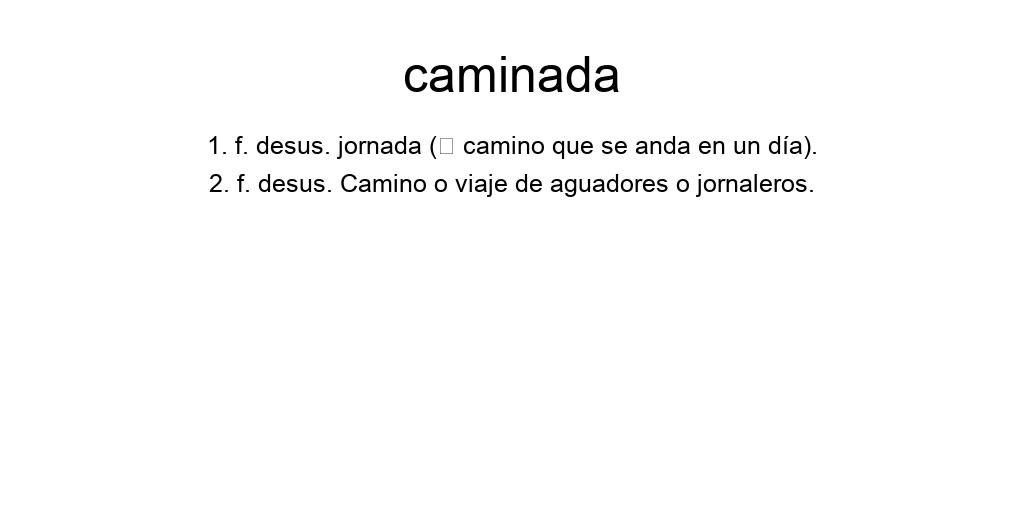 caminada
1. f. desus. jornada (□ camino que se anda en un día).
2. f. desus. Camino o viaje de aguadores o jornaleros.